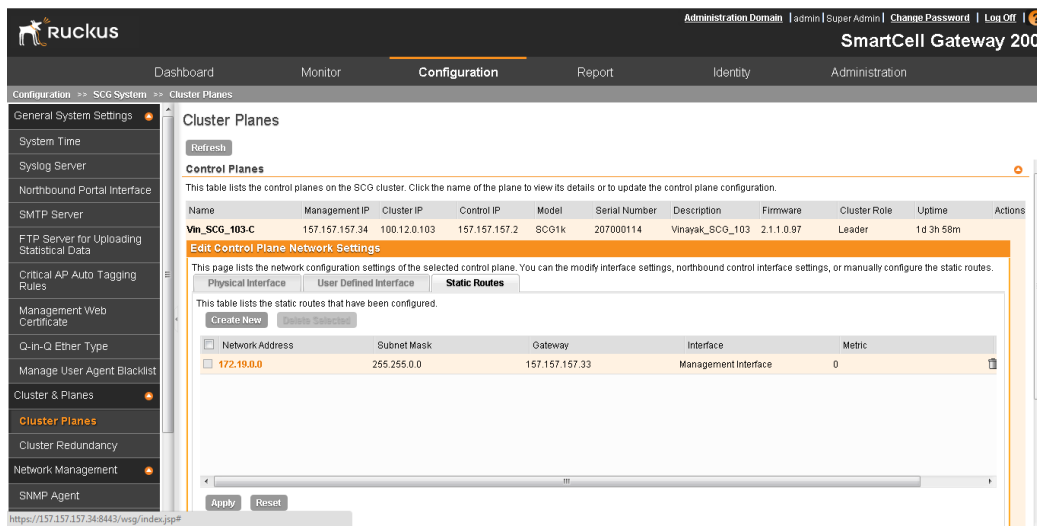 Ruckus
Administration Domain | admin | Super Admin | Change Password | Log Off | ?
SmartCell Gateway 200
Dashboard Monitor Configuration Report Identity Administration
Configuration >> SCG System >> Cluster Planes
General System Settings
System Time
Syslog Server
Northbound Portal Interface
SMTP Server
FTP Server for Uploading
Statistical Data
Critical AP Auto Tagging
Rules
Management Web
Certificate
Q-in-Q Ether Type
Manage User Agent Blacklist
Cluster & Planes
Cluster Planes
Cluster Redundancy
Network Management
SNMP Agent
Cluster Planes
Refresh
Control Planes
This table lists the control planes on the SCG cluster. Click the name of the plane to view its details or to update the control plane configuration.
Name Management IP Cluster IP Control IP Model Serial Number Description Firmware Cluster Role Uptime Actions
Vin_SCG_103-C 157.157.157.34 100.12.0.103 157.157.157.2 SCG1k 207000114 Vinayak_SCG_103 2.1.1.0.97 Leader 1d 3h 58m
Edit Control Plane Network Settings
This page lists the network configuration settings of the selected control plane. You can the modify interface settings, northbound control interface settings, or manually configure the static routes.
Physical Interface User Defined Interface Static Routes
This table lists the static routes that have been configured.
Create New Delete Selected
Network Address Subnet Mask Gateway Interface Metric
172.19.0.0 255.255.0.0 157.157.157.33 Management Interface 0
Apply Reset
https://157.157.157.34:8443/wsg/index.jsp#